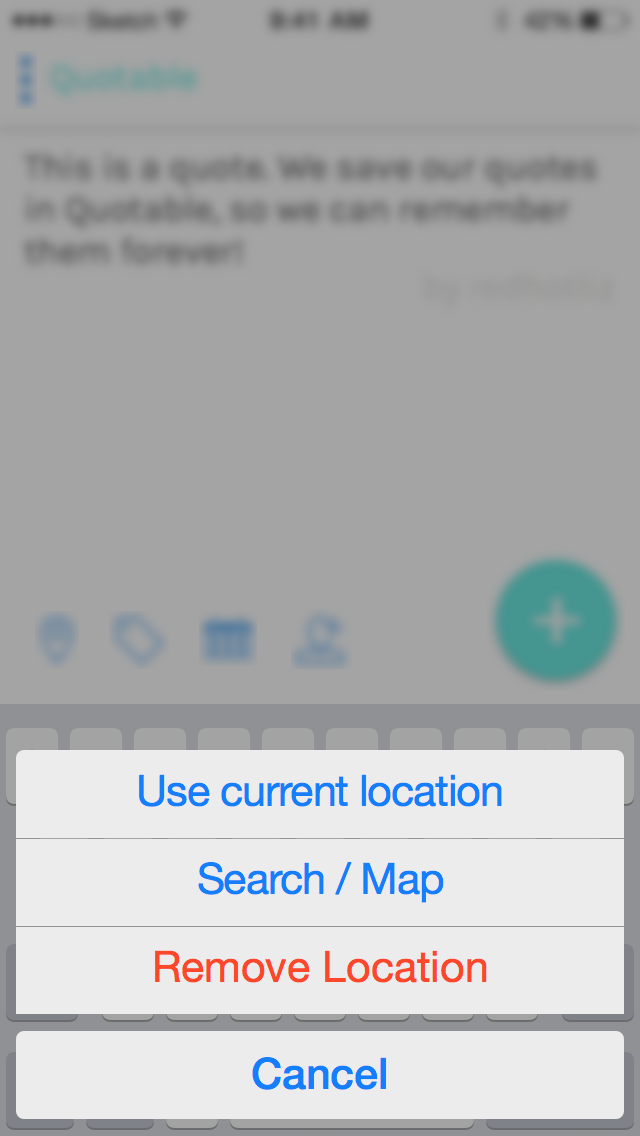 Sketch 9:41 AM 42%
Quotable
This is a quote. We save our quotes
in Quotable, so we can remember
them forever!
by redhotliz
Use current location
Search / Map
Remove Location
Cancel